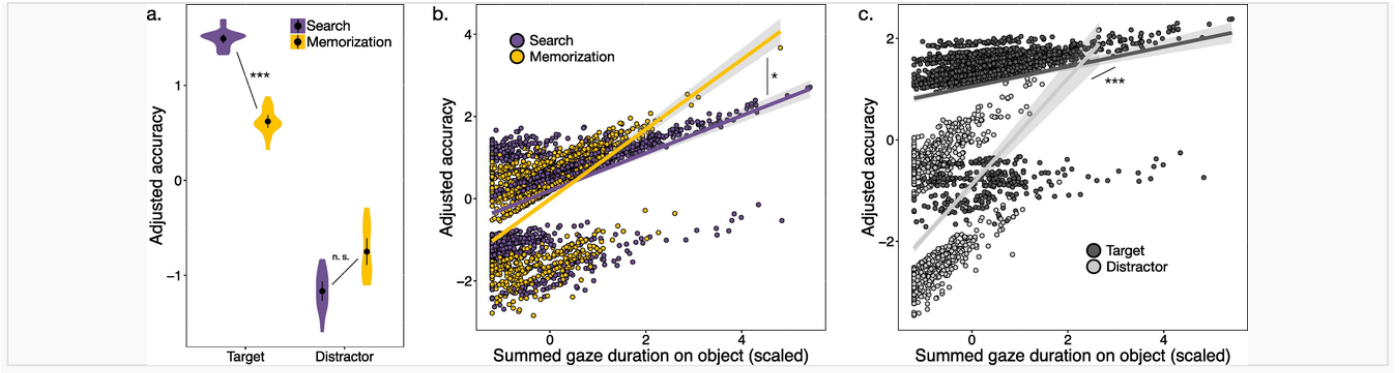 a.
Search
Memorization
Adjusted accuracy
1
0
−1
***
n. s.
Target
Distractor
b.
Search
Memorization
Adjusted accuracy
4
2
0
−2
*
0
2
4
Summed gaze duration on object (scaled)
c.
Adjusted accuracy
2
0
−2
***
Target
Distractor
0
2
4
Summed gaze duration on object (scaled)